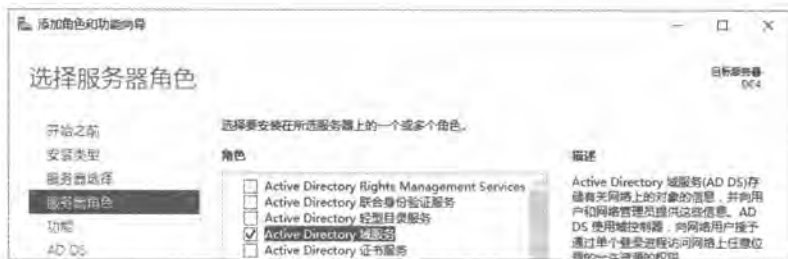 添加角色和功能向导
选择服务器角色
目标服务器
DC4
开始之前
安装类型
服务器选择
服务器角色
功能
AD DS
选择要安装在所选服务器上的一个或多个角色。
角色
Active Directory Rights Management Services
Active Directory 联合身份验证服务
Active Directory 轻型目录服务
Active Directory 域服务
Active Directory 证书服务
描述
Active Directory 域服务(AD DS)存
储有关网络上的对象的信息，并向用
户和网络管理员提供这些信息。AD
DS 使用域控制器，向网络用户授予
通过单个登录进程访问网络上任意位